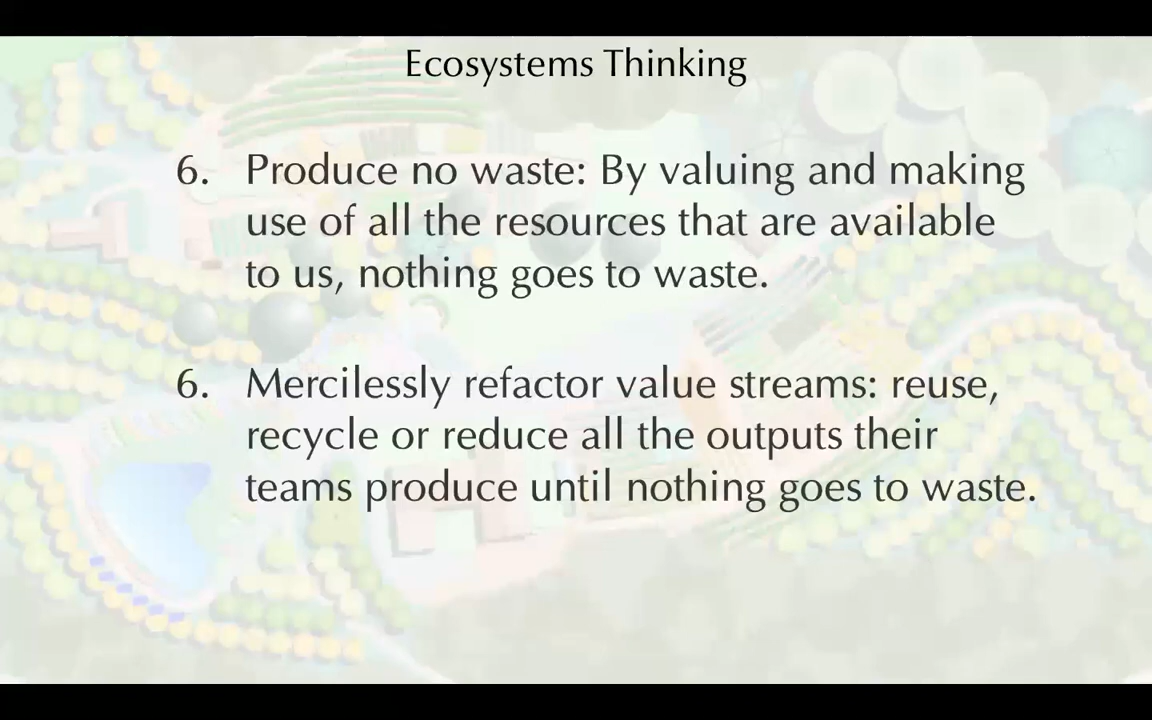 Ecosystems Thinking
6. Produce no waste: By valuing and making
use of all the resources that are available
to us, nothing goes to waste.
6. Mercilessly refactor value streams: reuse,
recycle or reduce all the outputs their
teams produce until nothing goes to waste.